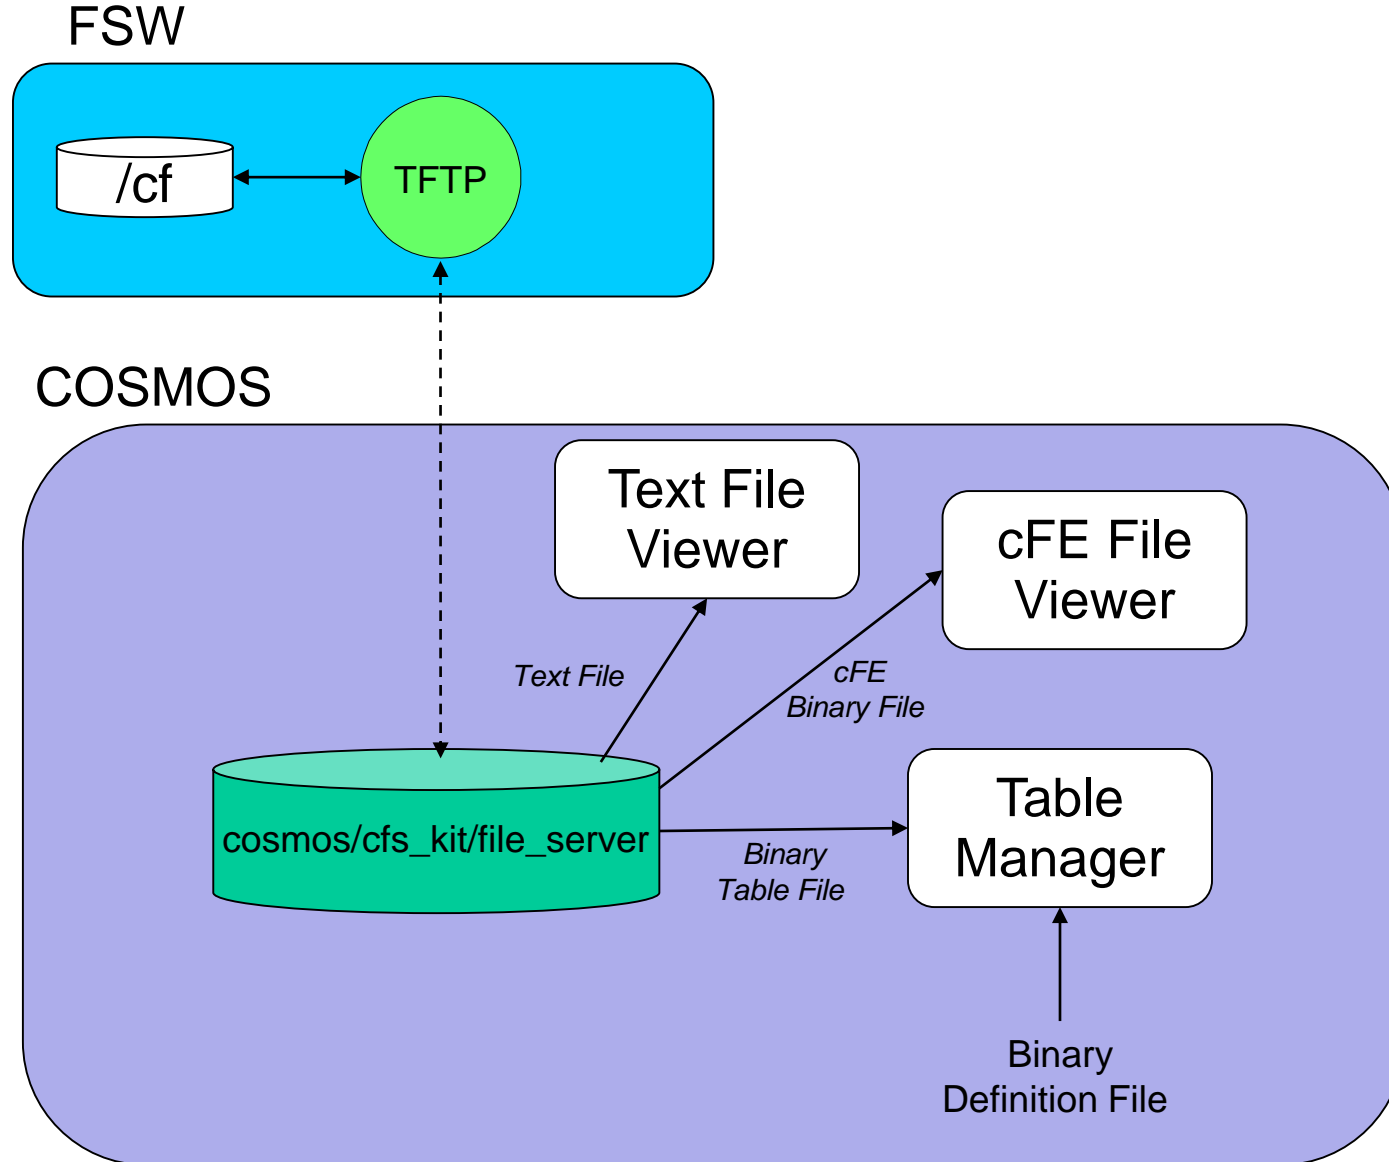 FSW
/cf
TFTP
COSMOS
Text File
Viewer
cFE File
Viewer
Text File
cFE
Binary File
cosmos/cfs_kit/file_server
Binary
Table File
Table
Manager
Binary
Definition File